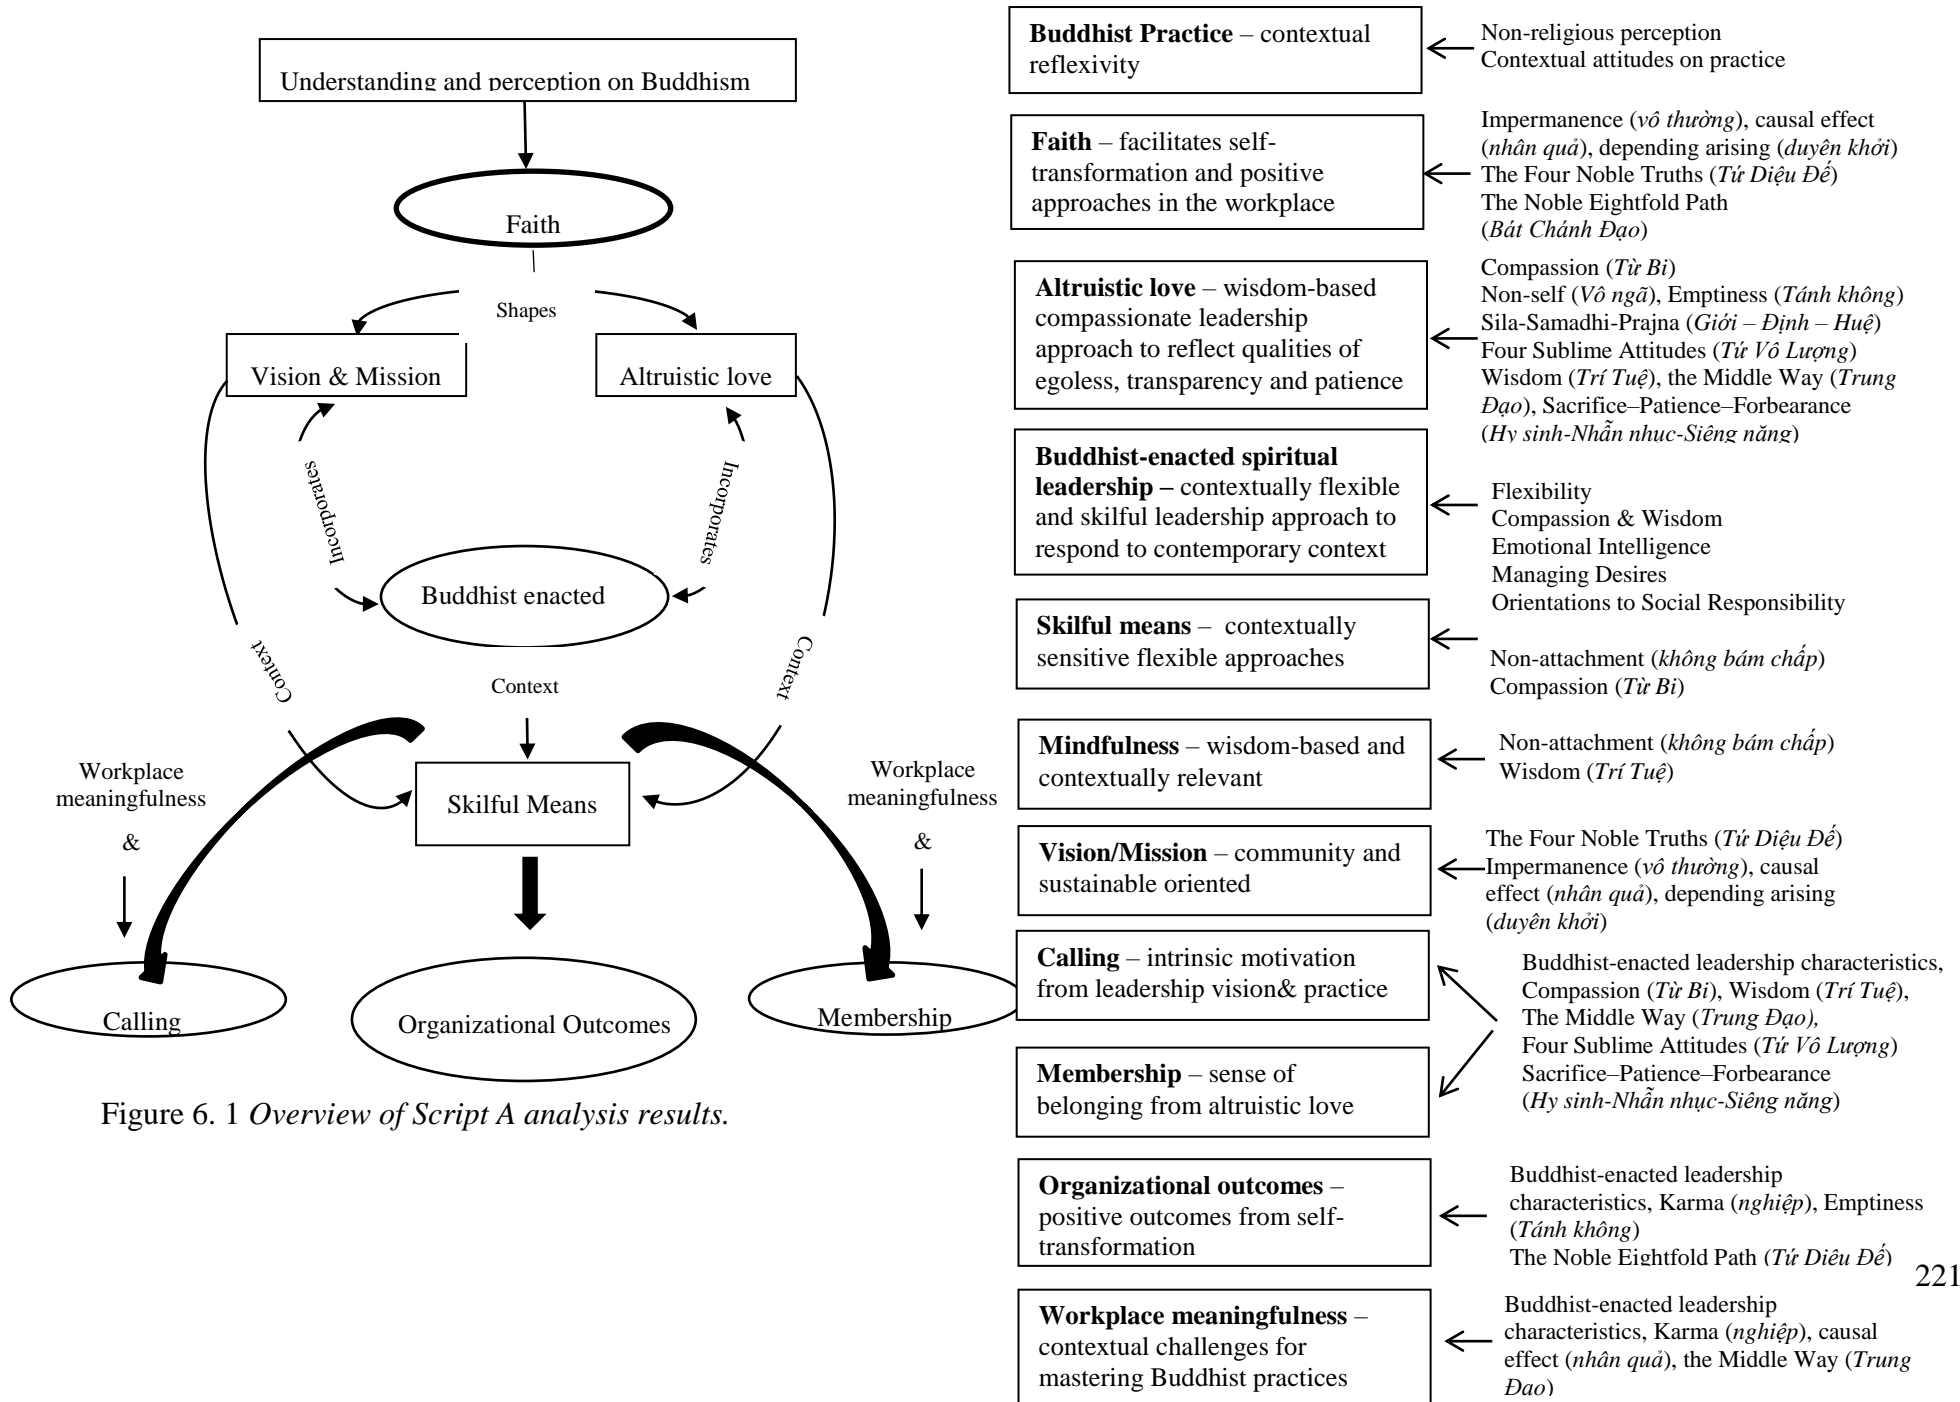 Understanding and perception on Buddhism
Faith
Shapes
Vision & Mission
Altruistic love
Incorporates
Incorporates
Buddhist enacted
Context
Context
Context
Workplace
meaningfulness
&
Skilful Means
Workplace
meaningfulness
&
Calling
Organizational Outcomes
Membership
Figure 6. 1 Overview of Script A analysis results.
Buddhist Practice – contextual
reflexivity
Non-religious perception
Contextual attitudes on practice
Faith – facilitates self-
transformation and positive
approaches in the workplace
Impermanence (vô thường), causal effect
(nhân quả), depending arising (duyên khởi)
The Four Noble Truths (Tứ Diệu Đế)
The Noble Eightfold Path
(Bát Chánh Đạo)
Altruistic love – wisdom-based
compassionate leadership
approach to reflect qualities of
egoless, transparency and patience
Compassion (Từ Bi)
Non-self (Vô ngã), Emptiness (Tánh không)
Sila-Samadhi-Prajna (Giới – Định – Huệ)
Four Sublime Attitudes (Tứ Vô Lượng)
Wisdom (Trí Tuệ), the Middle Way (Trung
Đạo), Sacrifice–Patience–Forbearance
(Hy sinh-Nhẫn nhục-Siêng năng)
Buddhist-enacted spiritual
leadership – contextually flexible
and skilful leadership approach to
respond to contemporary context
Flexibility
Compassion & Wisdom
Emotional Intelligence
Managing Desires
Orientations to Social Responsibility
Skilful means – contextually
sensitive flexible approaches
Non-attachment (không bám chấp)
Compassion (Từ Bi)
Mindfulness – wisdom-based and
contextually relevant
Non-attachment (không bám chấp)
Wisdom (Trí Tuệ)
Vision/Mission – community and
sustainable oriented
The Four Noble Truths (Tứ Diệu Đế)
Impermanence (vô thường), causal
effect (nhân quả), depending arising
(duyên khởi)
Calling – intrinsic motivation
from leadership vision& practice
Membership – sense of
belonging from altruistic love
Buddhist-enacted leadership characteristics,
Compassion (Từ Bi), Wisdom (Trí Tuệ),
The Middle Way (Trung Đạo),
Four Sublime Attitudes (Tứ Vô Lượng)
Sacrifice–Patience–Forbearance
(Hy sinh-Nhẫn nhục-Siêng năng)
Organizational outcomes –
positive outcomes from self-
transformation
Buddhist-enacted leadership
characteristics, Karma (nghiệp), Emptiness
(Tánh không)
The Noble Eightfold Path (Tứ Diệu Đế)
221
Workplace meaningfulness –
contextual challenges for
mastering Buddhist practices
Buddhist-enacted leadership
characteristics, Karma (nghiệp), causal
effect (nhân quả), the Middle Way (Trung
Đạo)